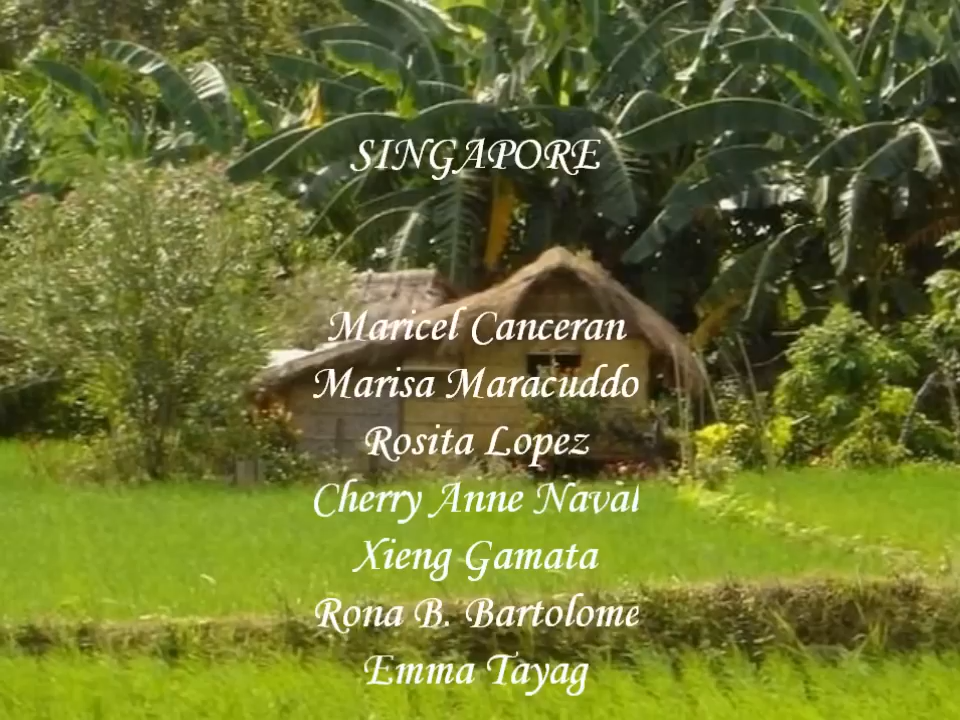 SINGAPORE
Maricel Canceran
Marisa Maracuddo
Rosita Lopez
Cherry Anne Naval
Xieng Gamata
Rona B. Bartolome
Emma Tayag